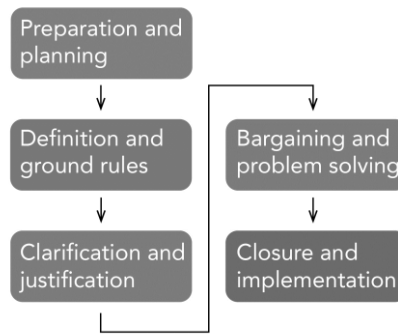 Preparation and
planning
Definition and
ground rules
Clarification and
justification
Bargaining and
problem solving
Closure and
implementation